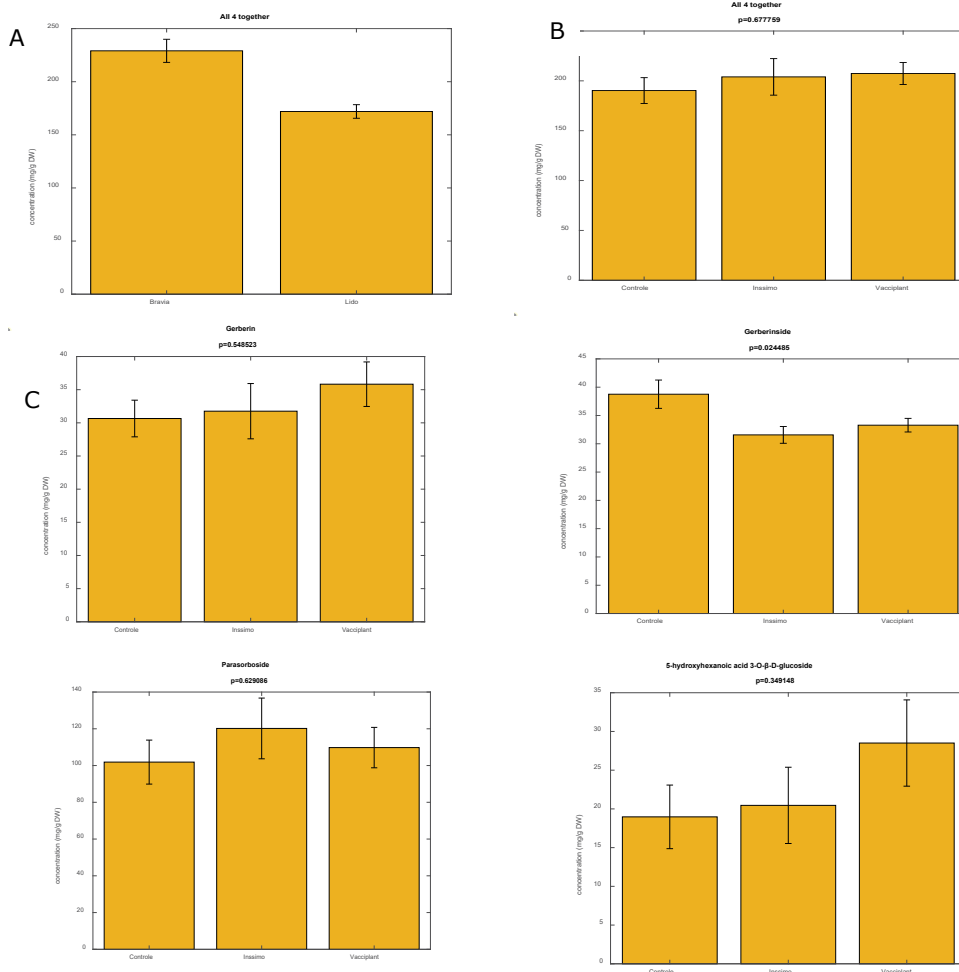 A
All 4 together
250
200
150
100
50
0
concentration (mg/g DW)
Bravia
Lido
B
All 4 together
p=0.677759
200
150
100
50
0
concentration (mg/g DW)
Controle
Inssimo
Vacciplant
C
Gerberin
p=0.548523
40
35
30
25
20
15
10
5
0
concentration (mg/g DW)
Controle
Inssimo
Vacciplant
Gerberinside
p=0.024485
45
40
35
30
25
20
15
10
5
0
concentration (mg/g DW)
Controle
Inssimo
Vacciplant
Parasorboside
p=0.629086
140
120
100
80
60
40
20
0
concentration (mg/g DW)
Controle
Inssimo
Vacciplant
5-hydroxyhexanoic acid 3-O-β-D-glucoside
p=0.349148
35
30
25
20
15
10
5
0
concentration (mg/g DW)
Controle
Inssimo
Vacciplant